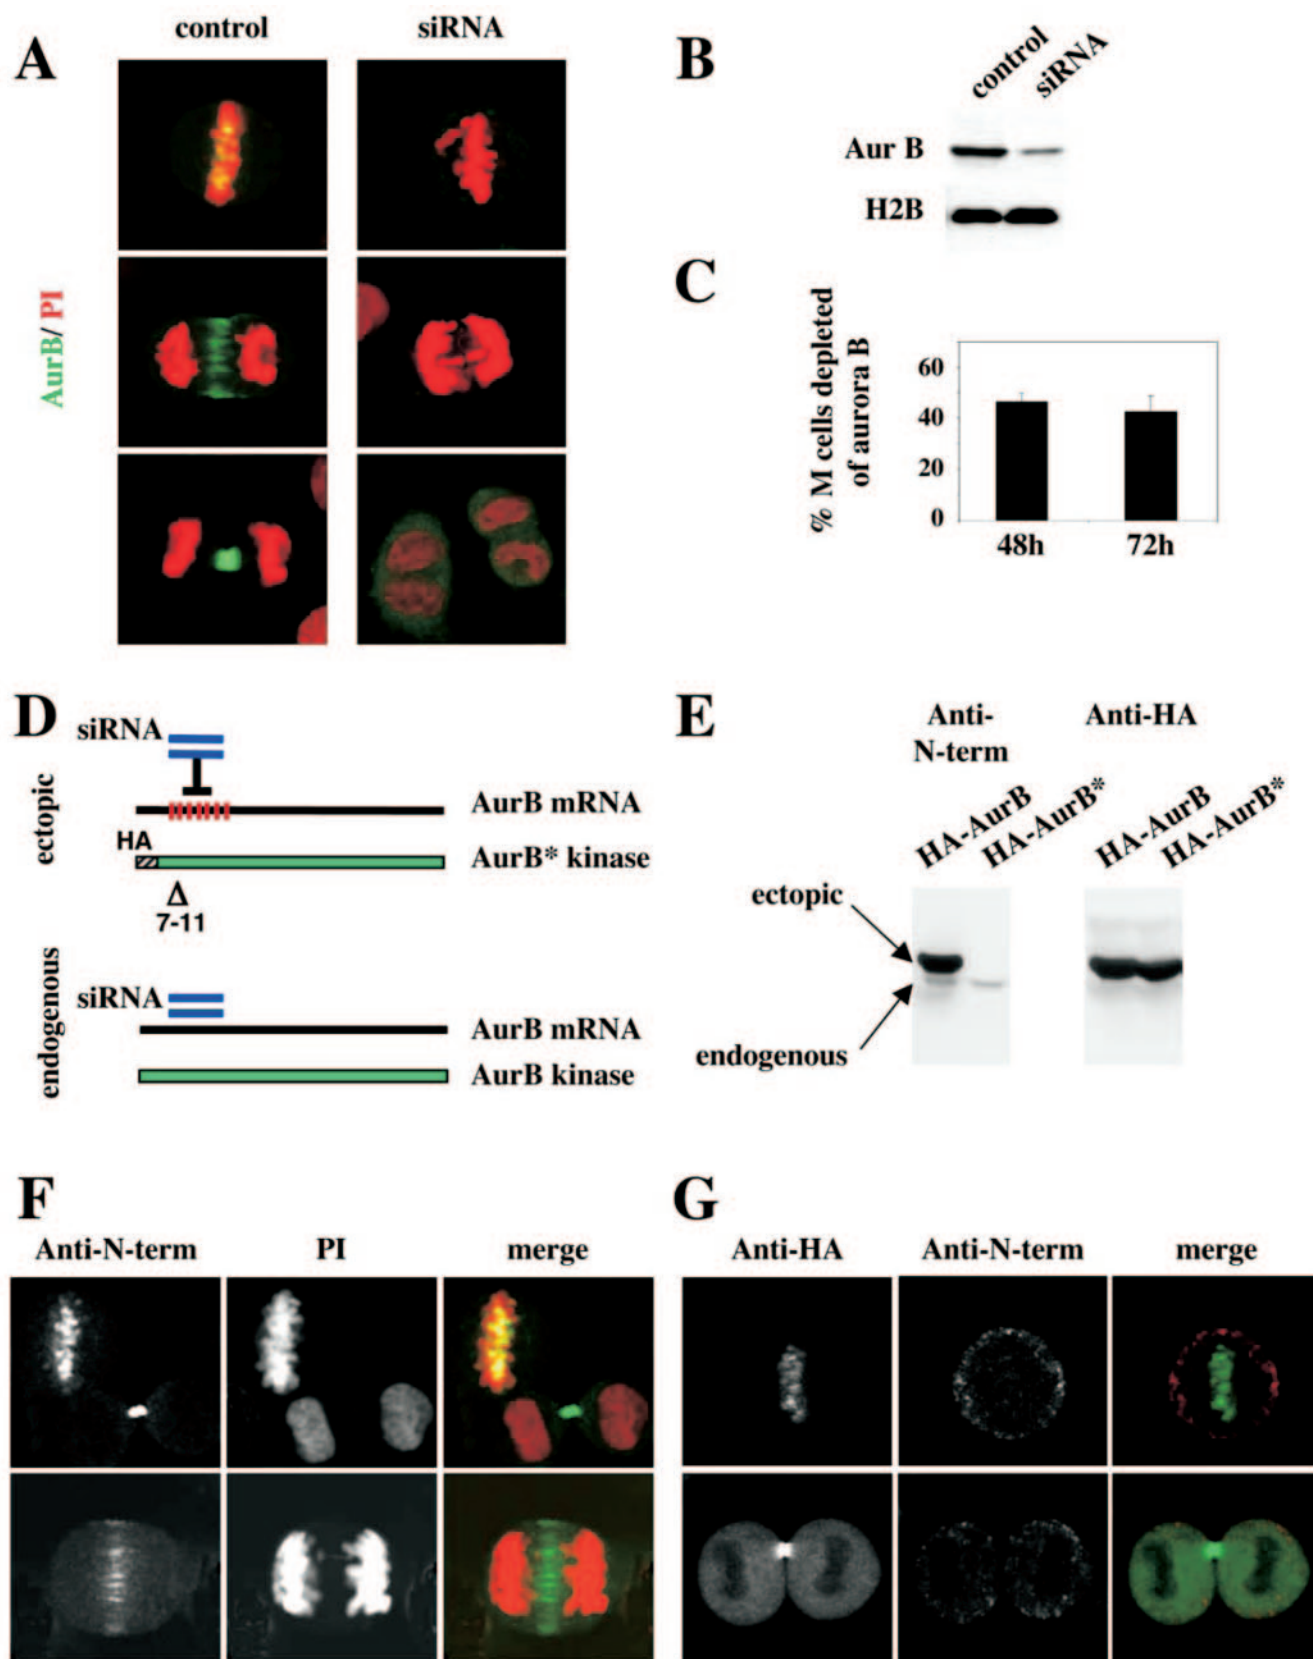 A
control
siRNA
AurB/ PI
B
control
siRNA
Aur B
H2B
C
% M cells depleted
of aurora B
60
40
20
0
48h
72h
D
siRNA
ectopic
AurB mRNA
HA
AurB* kinase
Δ
7-11
endogenous
siRNA
AurB mRNA
AurB kinase
E
Anti-
N-term
Anti-HA
HA-AurB
HA-AurB*
HA-AurB
HA-AurB*
ectopic
endogenous
F
Anti-N-term
PI
merge
G
Anti-HA
Anti-N-term
merge